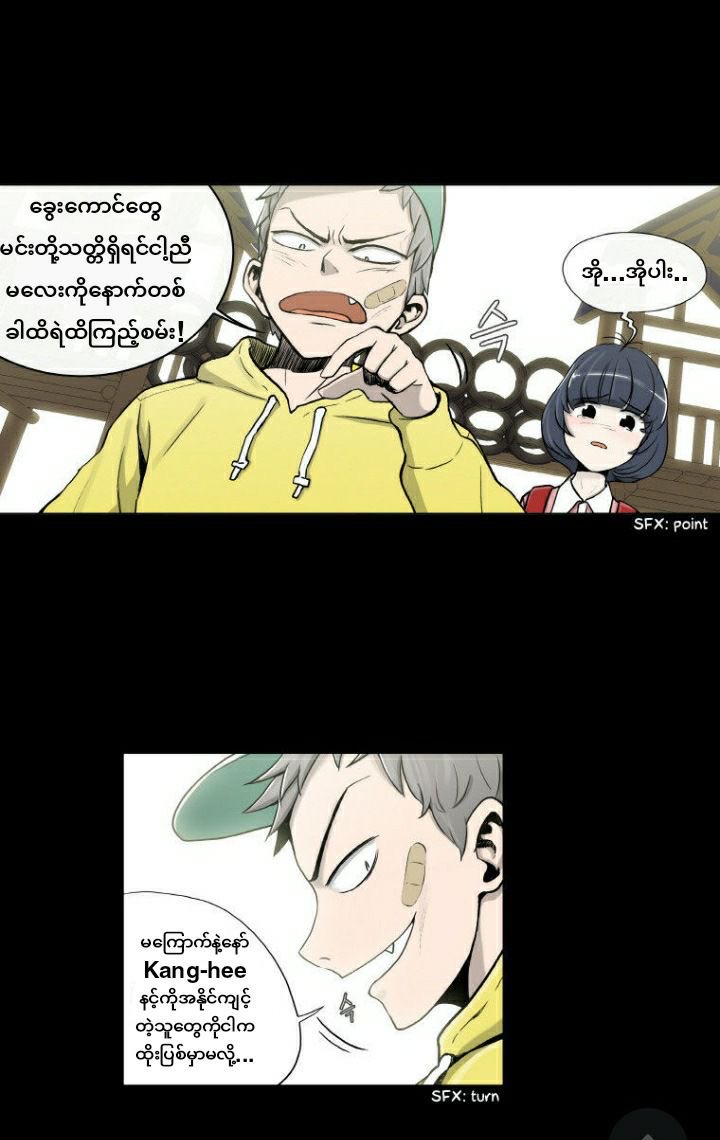 ခွေးကောင်တွေ
မင်းတို့သတ္တိရှိရင်ငါ့ညီ
မလေးကိုနောက်တစ်
ခါထိရဲထိကြည့်စမ်း!
အို...အိုပါး..
슥
SFX: point
မကြောက်နဲ့နော်
Kang-hee
နင့်ကိုအနိုင်ကျင့်
တဲ့သူတွေကိုငါက
ထိုးပြစ်မှာမလို့...
슥
SFX: turn